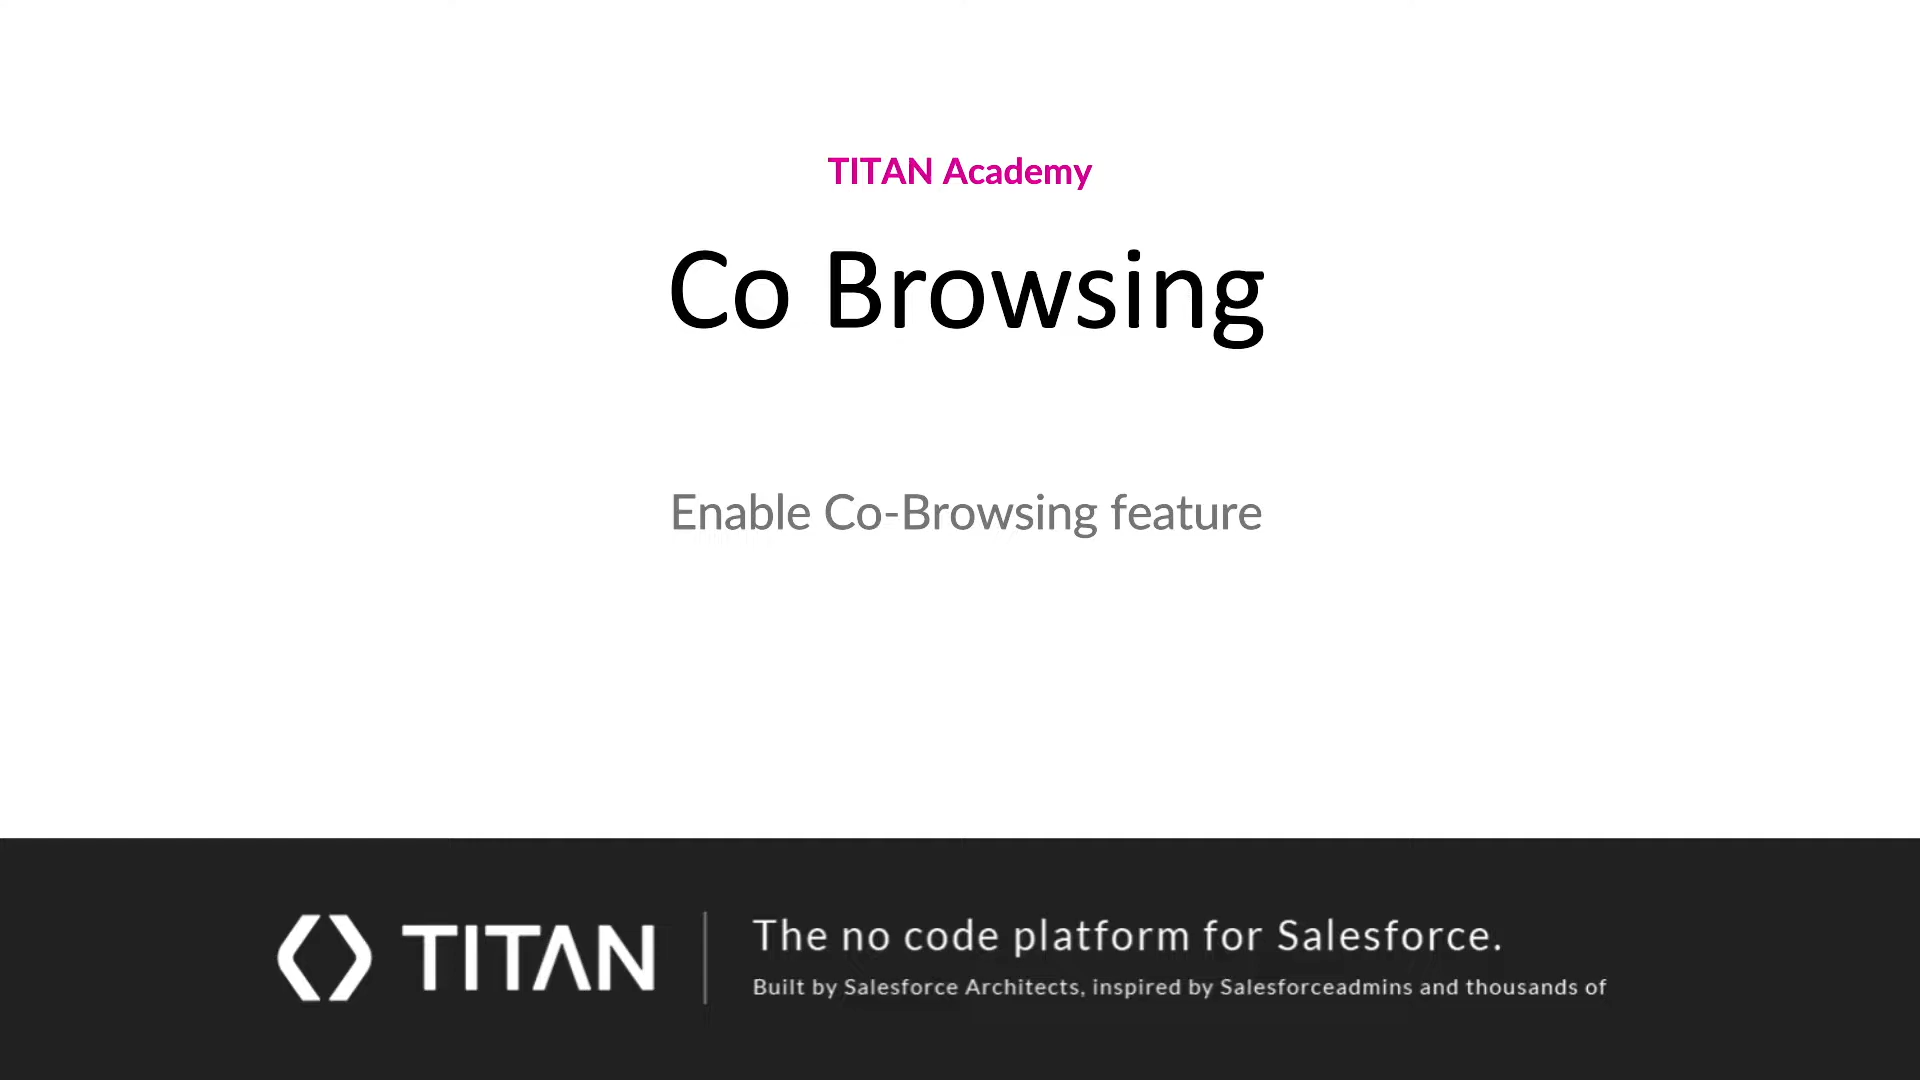 TITAN Academy
Co Browsing
Enable Co-Browsing feature
TITAN
The no code platform for Salesforce.
Built by Salesforce Architects, inspired by Salesforceadmins and thousands of